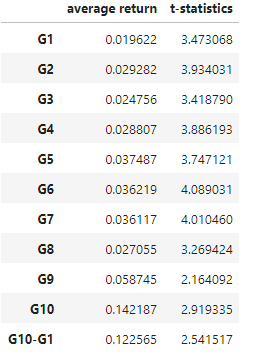 average return t-statistics
G1 0.019622 3.473068
G2 0.029282 3.934031
G3 0.024756 3.418790
G4 0.028807 3.886193
G5 0.037487 3.747121
G6 0.036219 4.089031
G7 0.036117 4.010460
G8 0.027055 3.269424
G9 0.058745 2.164092
G10 0.142187 2.919335
G10-G1 0.122565 2.541517